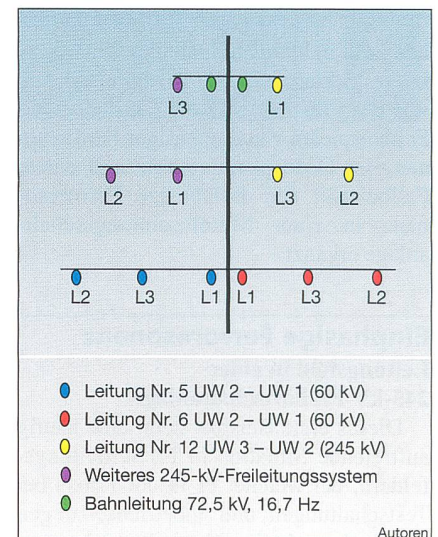 L3 L1
L2 L1 L3 L2
L2 L3 L1 L1 L3 L2
Leitung Nr. 5 UW 2 – UW 1 (60 kV)
Leitung Nr. 6 UW 2 – UW 1 (60 kV)
Leitung Nr. 12 UW 3 – UW 2 (245 kV)
Weiteres 245-kV-Freileitungssystem
Bahnleitung 72,5 kV, 16,7 Hz
Autoren